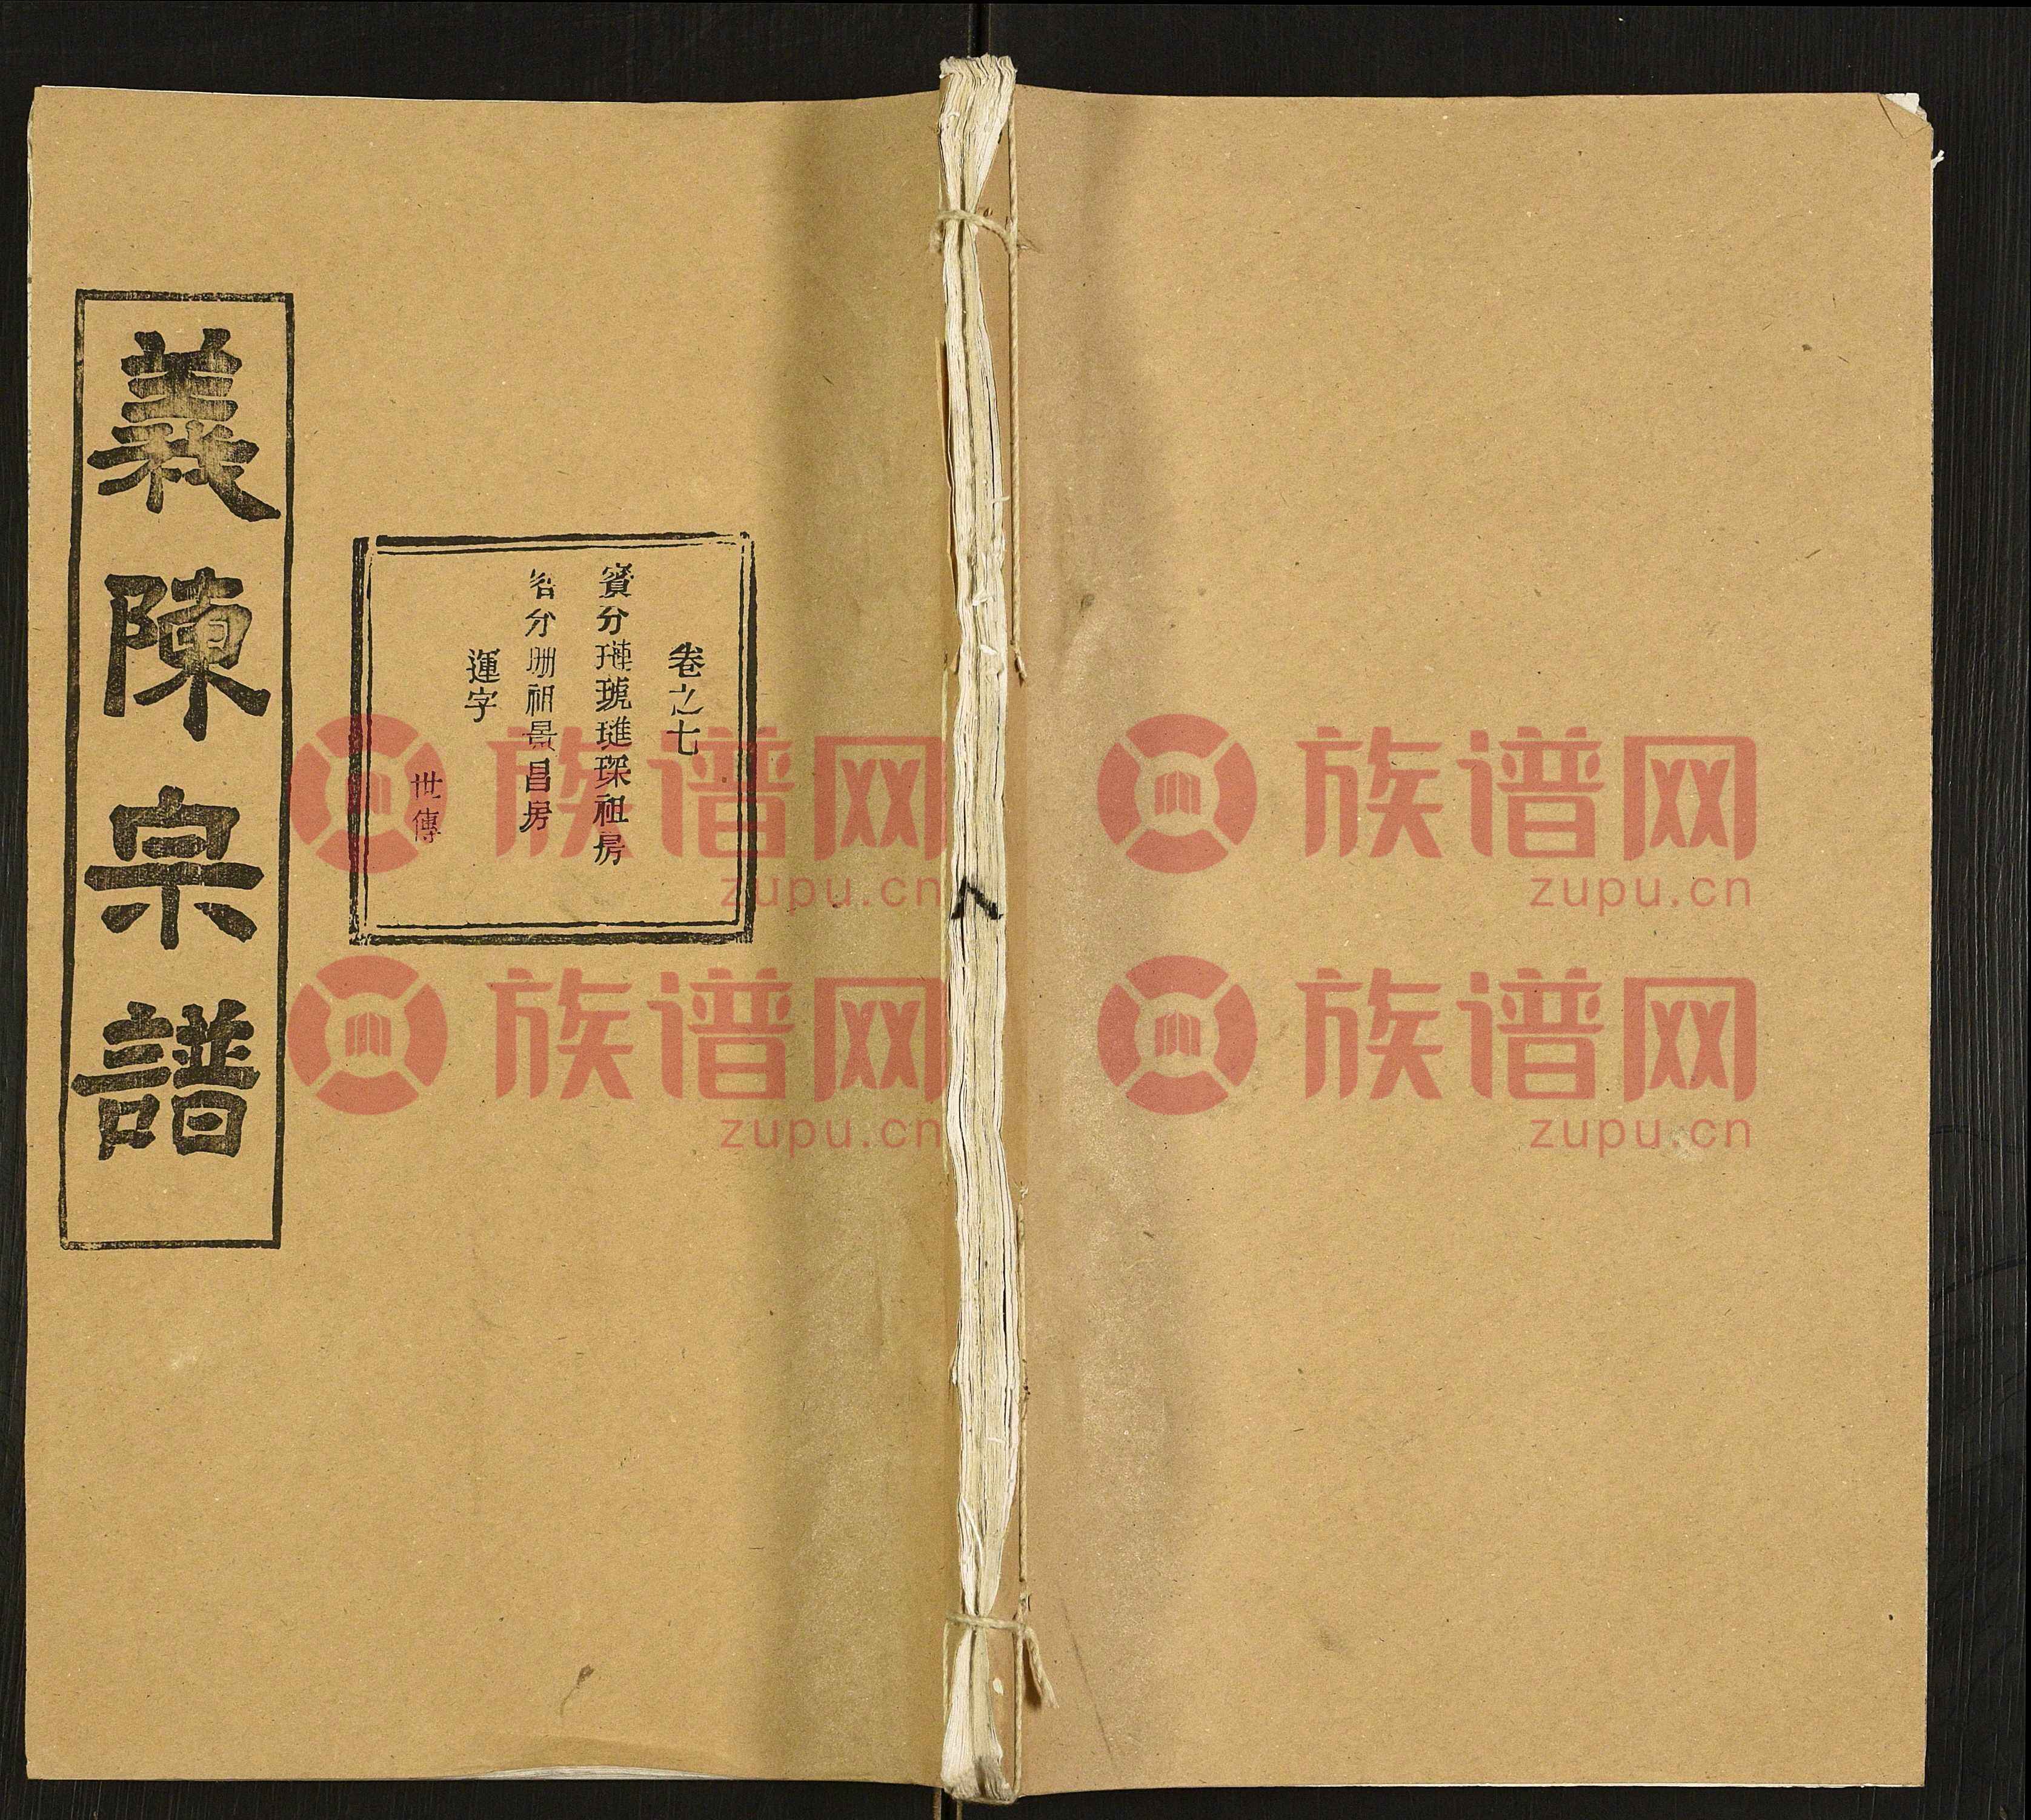 義陳宗譜
卷之七
賓分璉琥璡琛祖房
分珊祖景昌房
運字
世傳
八
族谱网
zupu.cn
族谱网
zupu.cn
族谱网
zupu.cn
族谱网
zupu.cn